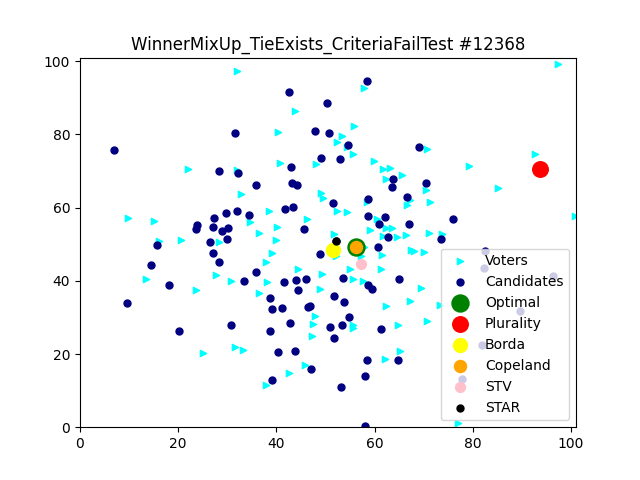 WinnerMixUp_TieExists_CriteriaFailTest #12368
100
80
60
40
20
0
0
20
40
60
80
100
Voters
Candidates
Optimal
Plurality
Borda
Copeland
STV
STAR